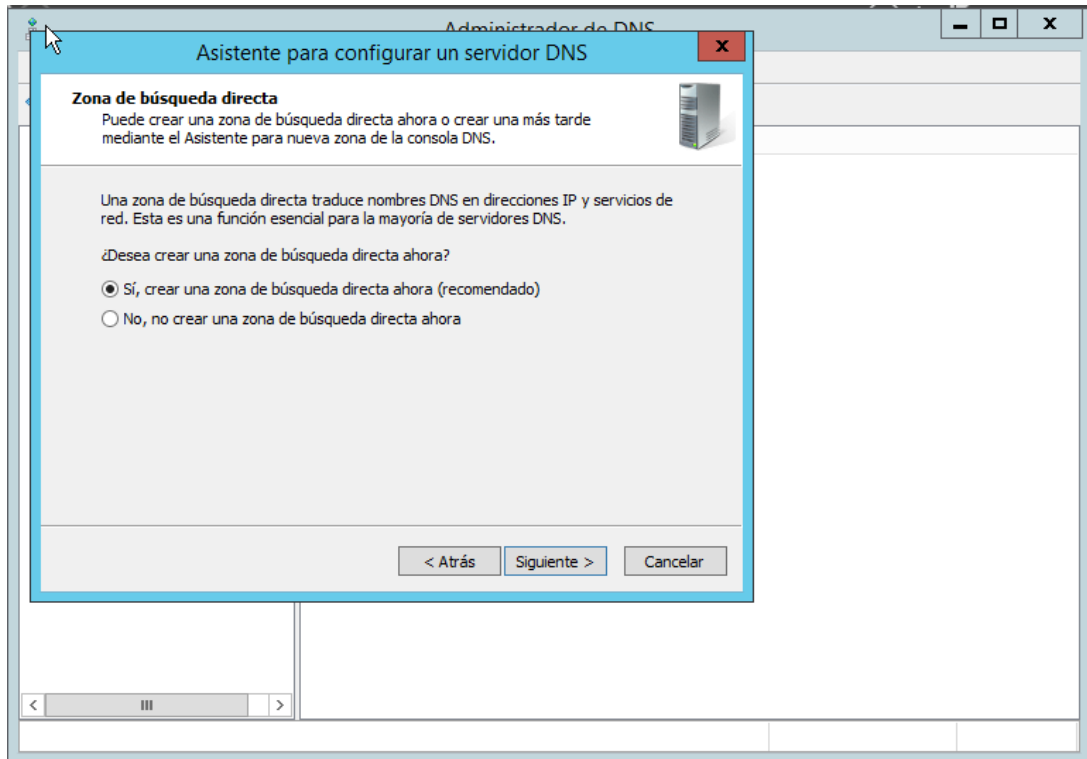 Administrador de DNS
Asistente para configurar un servidor DNS
Zona de búsqueda directa
Puede crear una zona de búsqueda directa ahora o crear una más tarde
mediante el Asistente para nueva zona de la consola DNS.
Una zona de búsqueda directa traduce nombres DNS en direcciones IP y servicios de
red. Esta es una función esencial para la mayoría de servidores DNS.
¿Desea crear una zona de búsqueda directa ahora?
Sí, crear una zona de búsqueda directa ahora (recomendado)
No, no crear una zona de búsqueda directa ahora
< Atrás Siguiente > Cancelar